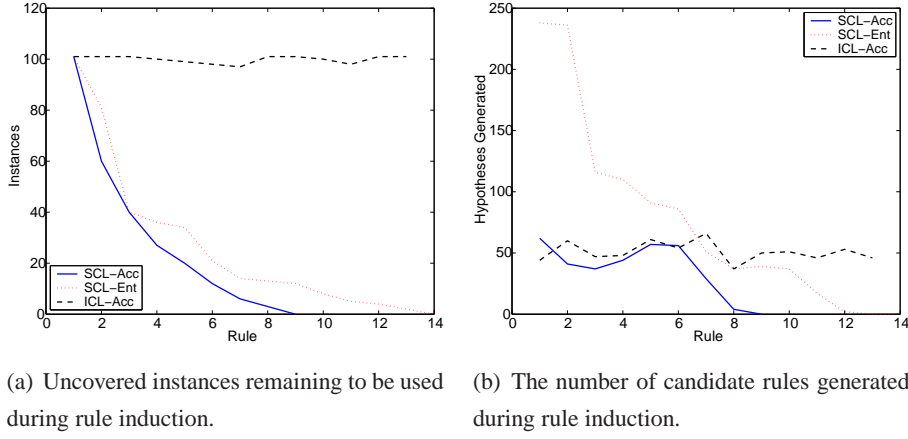 120
100
80
60
40
20
0
Instances
0 2 4 6 8 10 12 14
Rule
SCL-Acc
SCL-Ent
ICL-Acc
250
200
150
100
50
0
Hypotheses Generated
0 2 4 6 8 10 12 14
Rule
SCL-Acc
SCL-Ent
ICL-Acc
(a) Uncovered instances remaining to be used
during rule induction.
(b) The number of candidate rules generated
during rule induction.